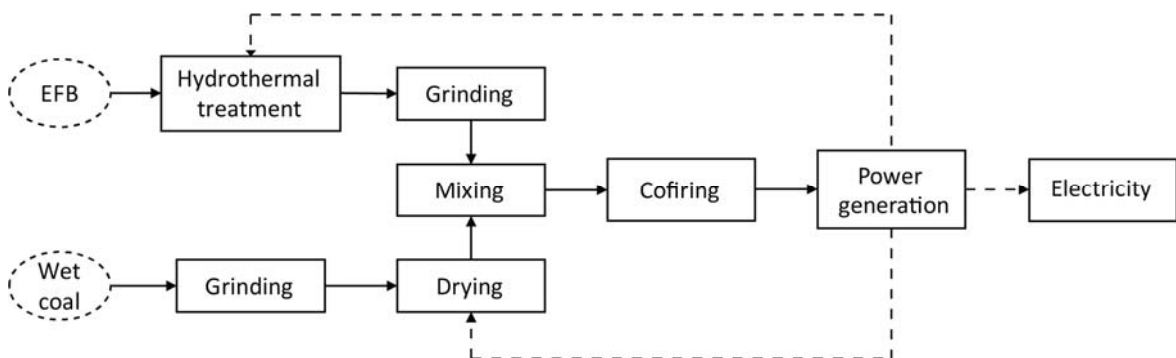 EFB
Hydrothermal
treatment
Grinding
Mixing
Cofiring
Power
generation
Electricity
Wet
coal
Grinding
Drying